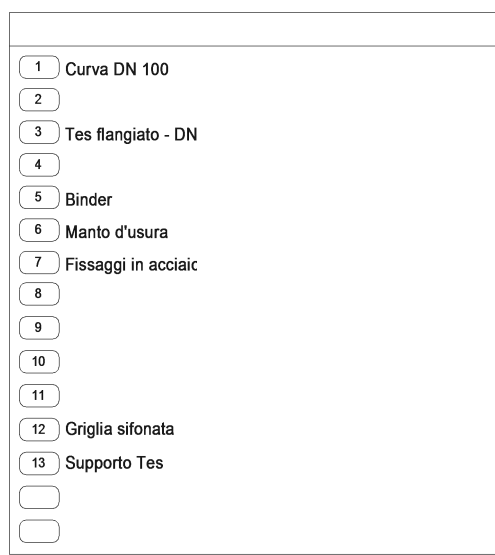 1 Curva DN 100
2
3 Tes flangiato - DN
4
5 Binder
6 Manto d'usura
7 Fissaggi in
8
9
10
11
12 Griglia sifonata
13 Supporto Tes